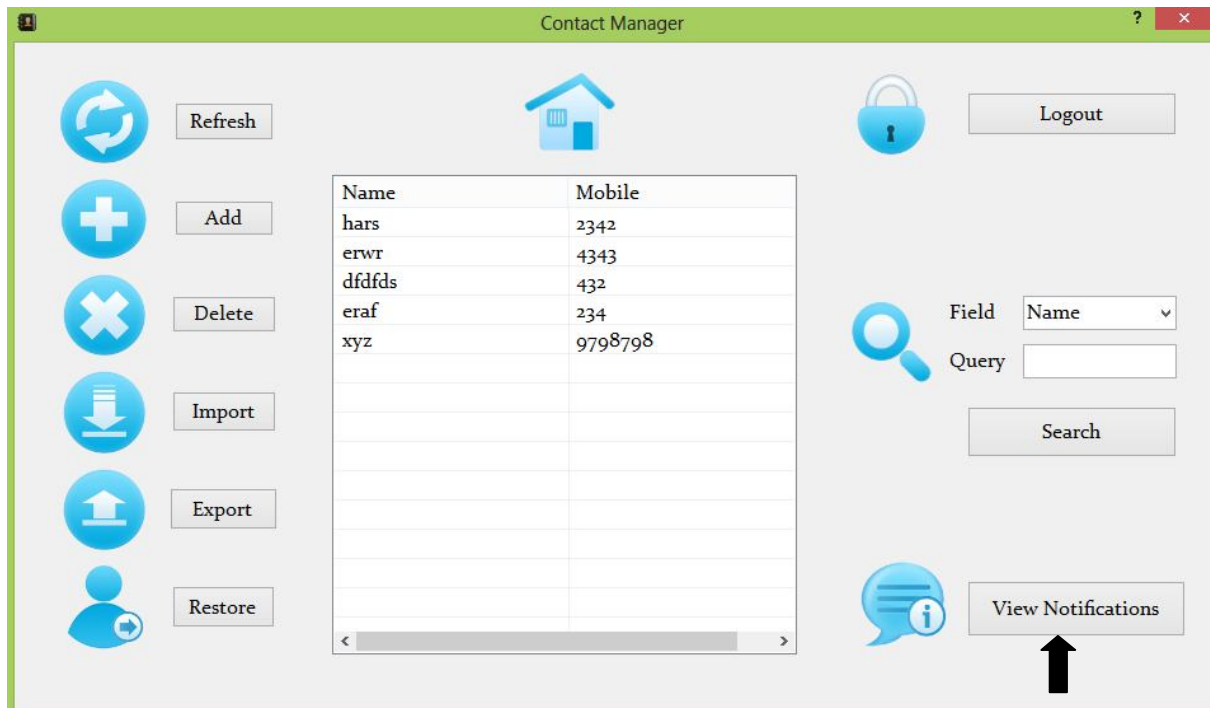 Contact Manager
?
Refresh
Logout
Add
Delete
Import
Export
Restore
Name Mobile
hars 2342
erwr 4343
dfdfds 432
eraf 234
xyz 9798798
Field Name
Query
Search
View Notifications